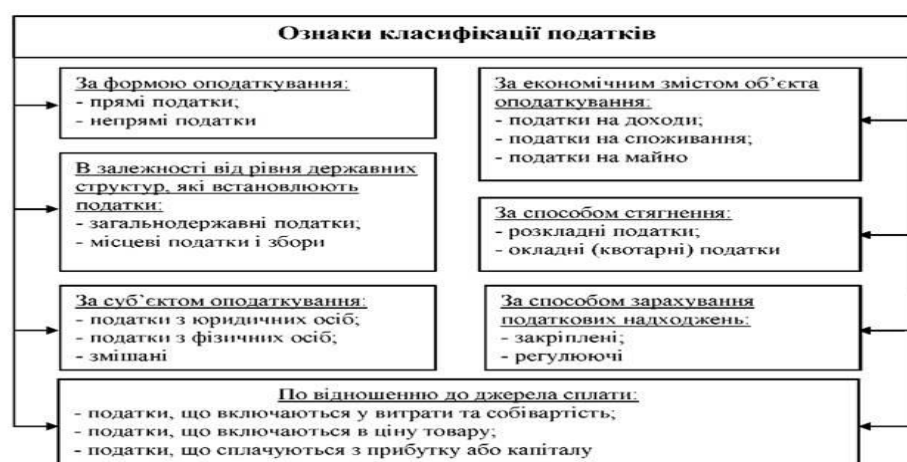 Ознаки класифікації податків
За формою оподаткування:
- прямі податки;
- непрямі податки
В залежності від рівня державних
структур, які встановлюють
податки:
- загальнодержавні податки;
- місцеві податки і збори
За суб`єктом оподаткування:
- податки з юридичних осіб;
- податки з фізичних осіб;
- змішані
За економічним змістом об’єкта
оподаткування:
- податки на доходи;
- податки на споживання;
- податки на майно
За способом стягнення:
- розкладні податки;
- окладні (квотарні) податки
За способом зарахування
податкових надходжень:
- закріплені;
- регулюючі
По відношенню до джерела сплати:
- податки, що включаються у витрати та собівартість;
- податки, що включаються в ціну товару;
- податки, що сплачуються з прибутку або капіталу